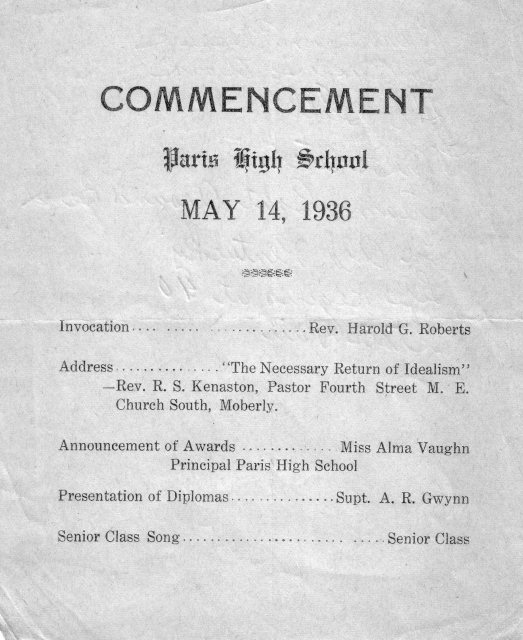 COMMENCEMENT
Paris High School
MAY 14, 1936
Invocation.... ..... ..............Rev. Harold G. Roberts
Address...............“The Necessary Return of Idealism”
—Rev. R. S. Kenaston, Pastor Fourth Street M. E.
Church South, Moberly.
Announcement of Awards ............. Miss Alma Vaughn
Principal Paris High School
Presentation of Diplomas...............Supt. A. R. Gwynn
Senior Class Song........................ .....Senior Class